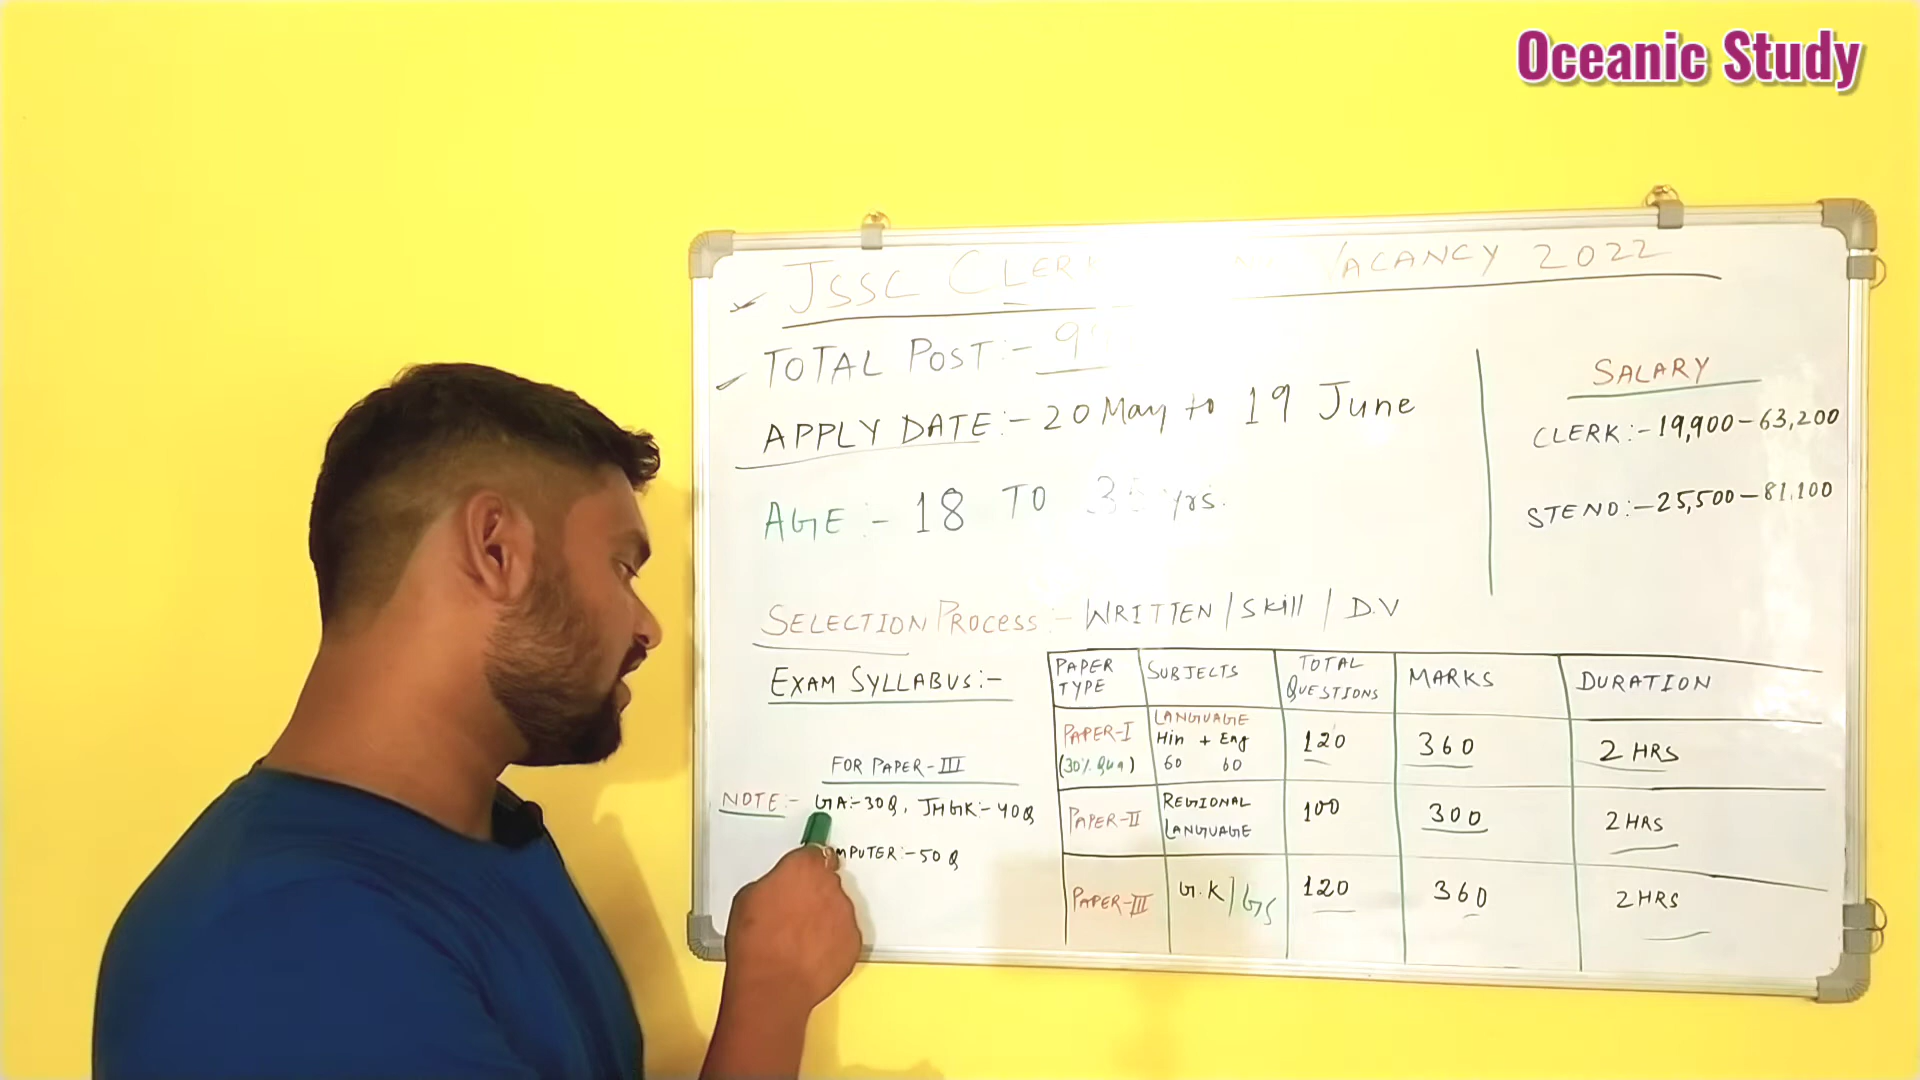 Oceanic Study
JSSC CLERK VACANCY 2022
TOTAL POST:-
APPLY DATE:- 20 May to 19 June
AGE:- 18 TO 35 yrs.
SALARY
CLERK:- 19,900-63,200
STENO:- 25,500-81,100
SELECTION PROCESS:- WRITTEN / Skill / D.V
EXAM SYLLABUS:-
FOR PAPER-III
NOTE:- GA:-30Q, JHGK:-40Q
COMPUTER:-50Q
PAPER TYPE SUBJECTS TOTAL QUESTIONS MARKS DURATION
PAPER-I (30% Qua) LANGUAGE Hin + Eng 60 60 120 360 2 HRS
PAPER-II REGIONAL LANGUAGE 100 300 2 HRS
PAPER-III G.K/GS 120 360 2 HRS